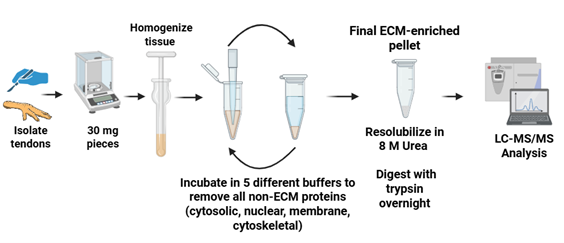 Isolate
tendons
30 mg
pieces
Homogenize
tissue
Incubate in 5 different buffers to
remove all non-ECM proteins
(cytosolic, nuclear, membrane,
cytoskeletal)
Final ECM-enriched
pellet
Resolubilize in
8 M Urea
Digest with
trypsin
overnight
LC-MS/MS
Analysis